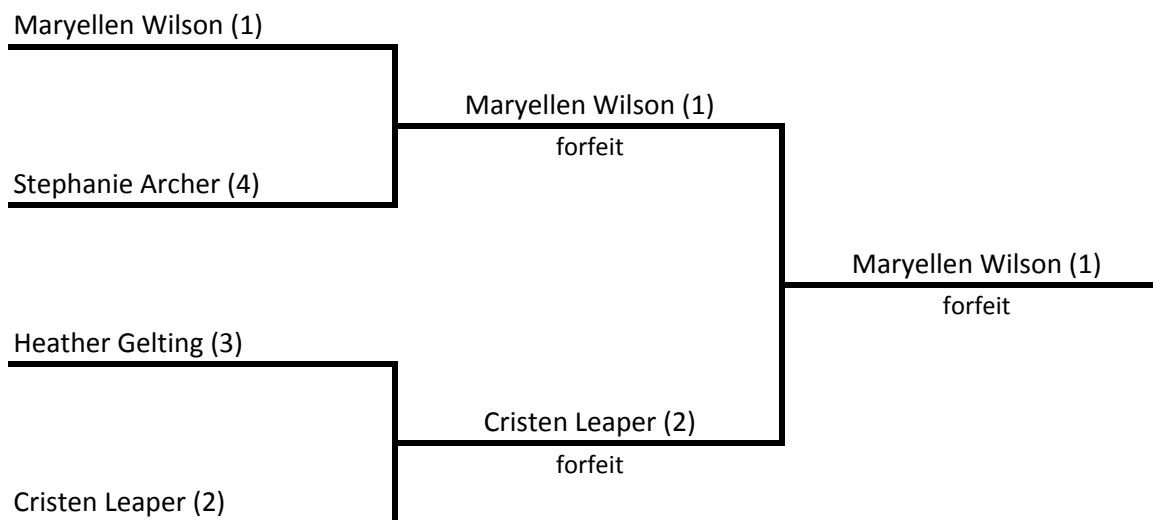 Maryellen Wilson (1)
Maryellen Wilson (1)
forfeit
Stephanie Archer (4)
Maryellen Wilson (1)
forfeit
Heather Gelting (3)
Cristen Leaper (2)
forfeit
Cristen Leaper (2)